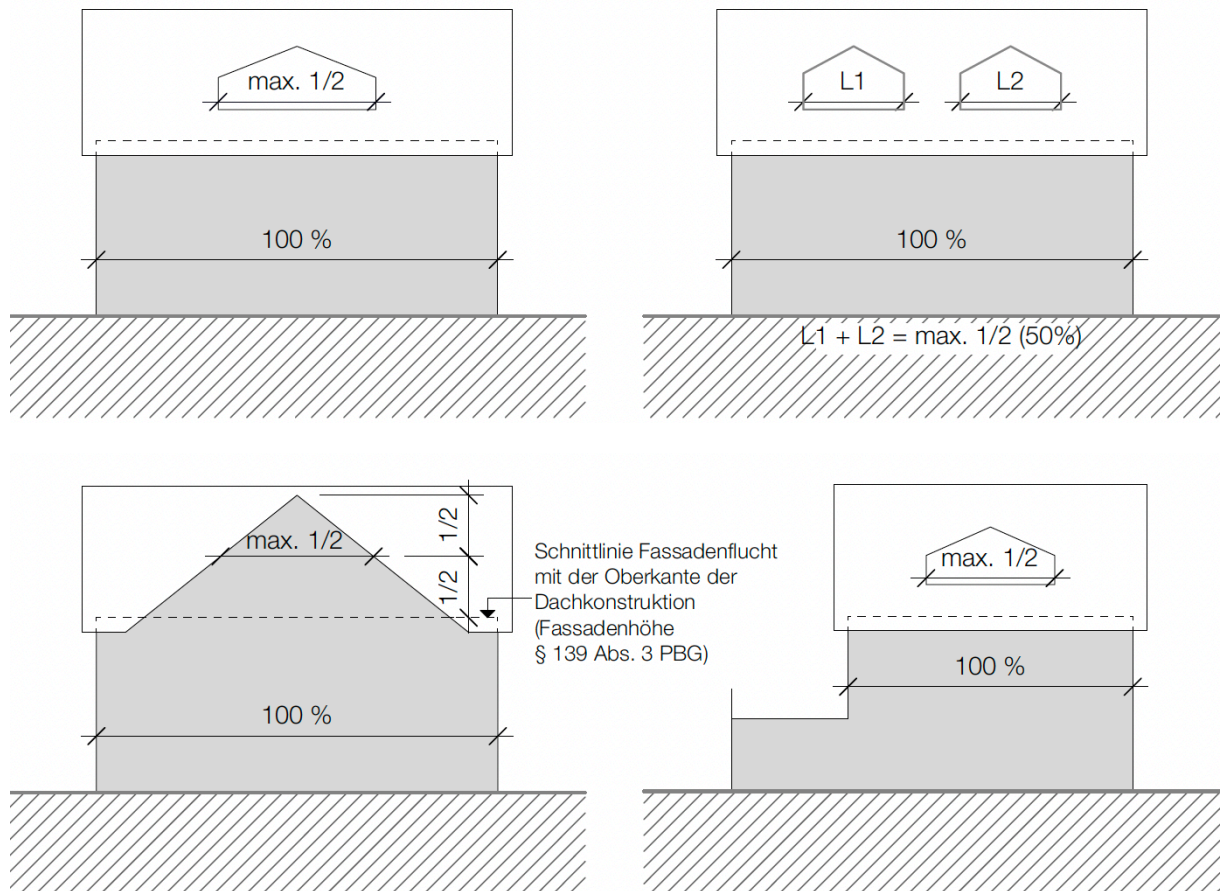 max. 1/2
100 %
L1
L2
100 %
L1 + L2 = max. 1/2 (50%)
max. 1/2
1/2
1/2
100 %
Schnittlinie Fassadenflucht
mit der Oberkante der
Dachkonstruktion
(Fassadenhöhe
§ 139 Abs. 3 PBG)
max. 1/2
100 %